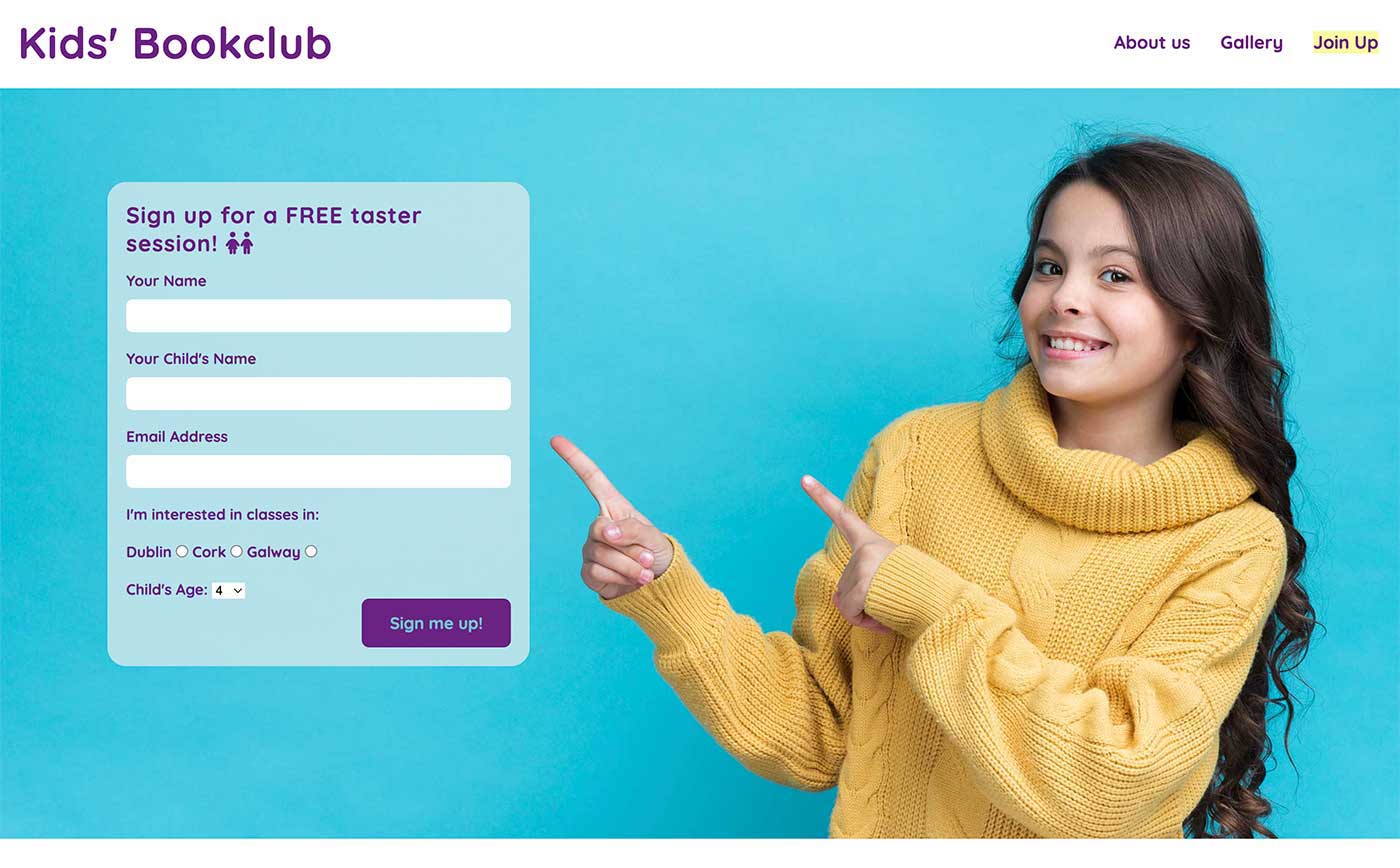 Kids' Bookclub
About us Gallery Join Up
Sign up for a FREE taster
session!
Your Name
Your Child's Name
Email Address
I'm interested in classes in:
Dublin Cork Galway
Child's Age: 4
Sign me up!